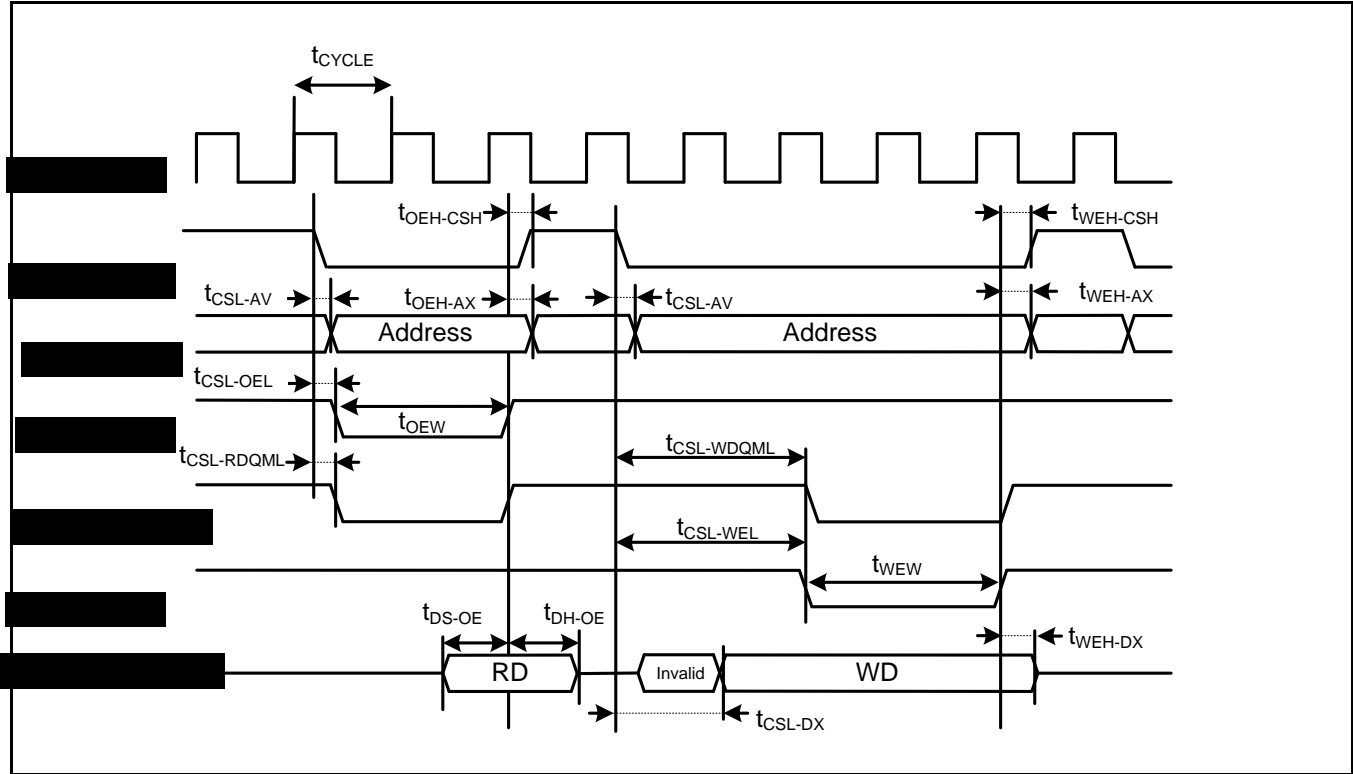 tCYCLE
tOEH-CSH
tWEH-CSH
tCSL-AV
tOEH-AX
tCSL-AV
tWEH-AX
Address
Address
tCSL-OEL
tOEW
tCSL-RDQML
tCSL-WDQML
tCSL-WEL
tWEW
tDS-OE
tDH-OE
tWEH-DX
RD
Invalid
WD
tCSL-DX